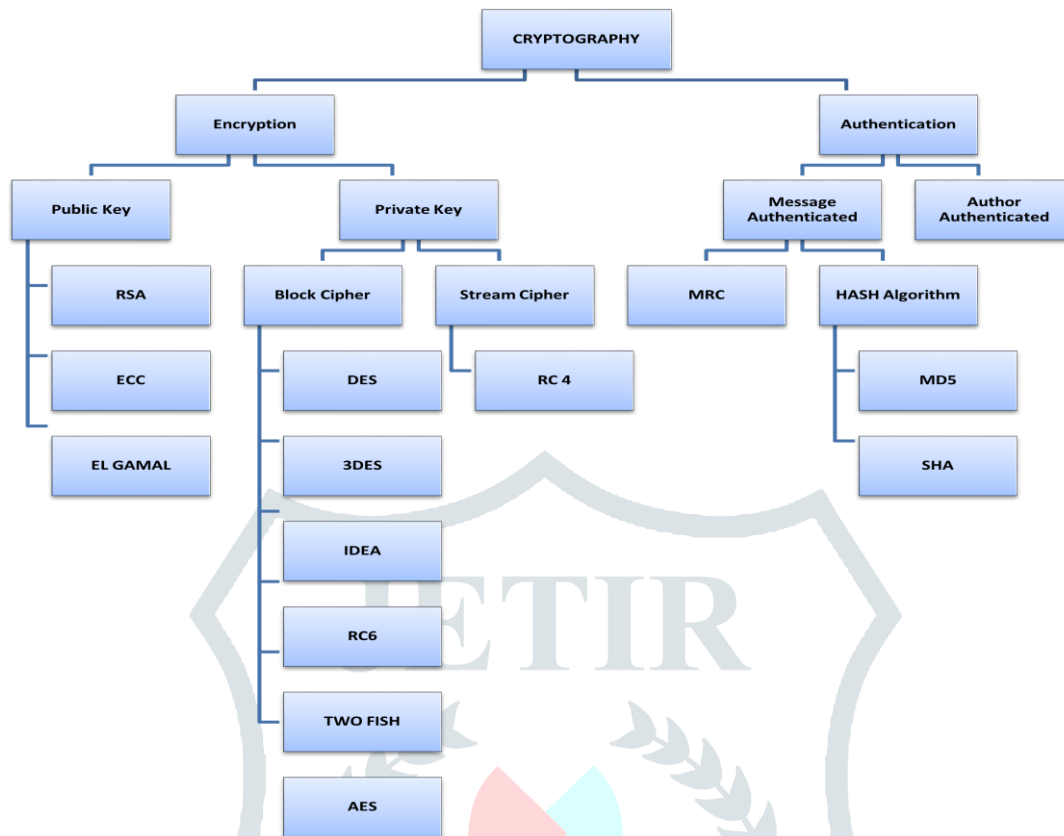 CRYPTOGRAPHY
Encryption
Authentication
Public Key
Private Key
Message
Authenticated
Author
Authenticated
RSA
Block Cipher
Stream Cipher
MRC
HASH Algorithm
ECC
DES
RC 4
MD5
EL GAMAL
3DES
SHA
IDEA
JETIR
RC6
TWO FISH
AES